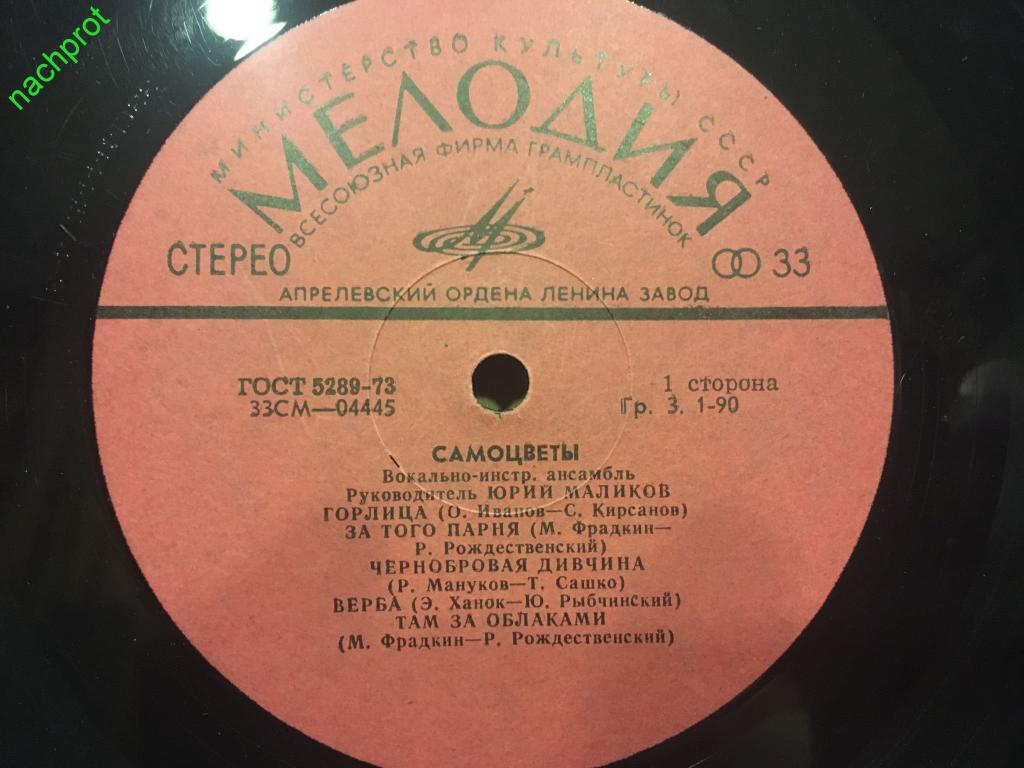 nachprot
МИНИСТЕРСТВО КУЛЬТУРЫ СССР
МЕЛОДИЯ
ВСЕСОЮЗНАЯ ФИРМА ГРАМПЛАСТИНОК
СТЕРЕО 33
АПРЕЛЕВСКИЙ ОРДЕНА ЛЕНИНА ЗАВОД
ГОСТ 5289-73 1 сторона
33СМ—04445 Гр. 3. 1-90
САМОЦВЕТЫ
Вокально-инстр. ансамбль
Руководитель ЮРИЙ МАЛИКОВ
ГОРЛИЦА (О. Иванов—С. Кирсанов)
ЗА ТОГО ПАРНЯ (М. Фрадкин—
Р. Рождественский)
ЧЕРНОБРОВАЯ ДИВЧИНА
(Р. Мануков—Т. Сашко)
ВЕРБА (Э. Ханок—Ю. Рыбчинский)
ТАМ ЗА ОБЛАКАМИ
(М. Фрадкин—Р. Рождественский)